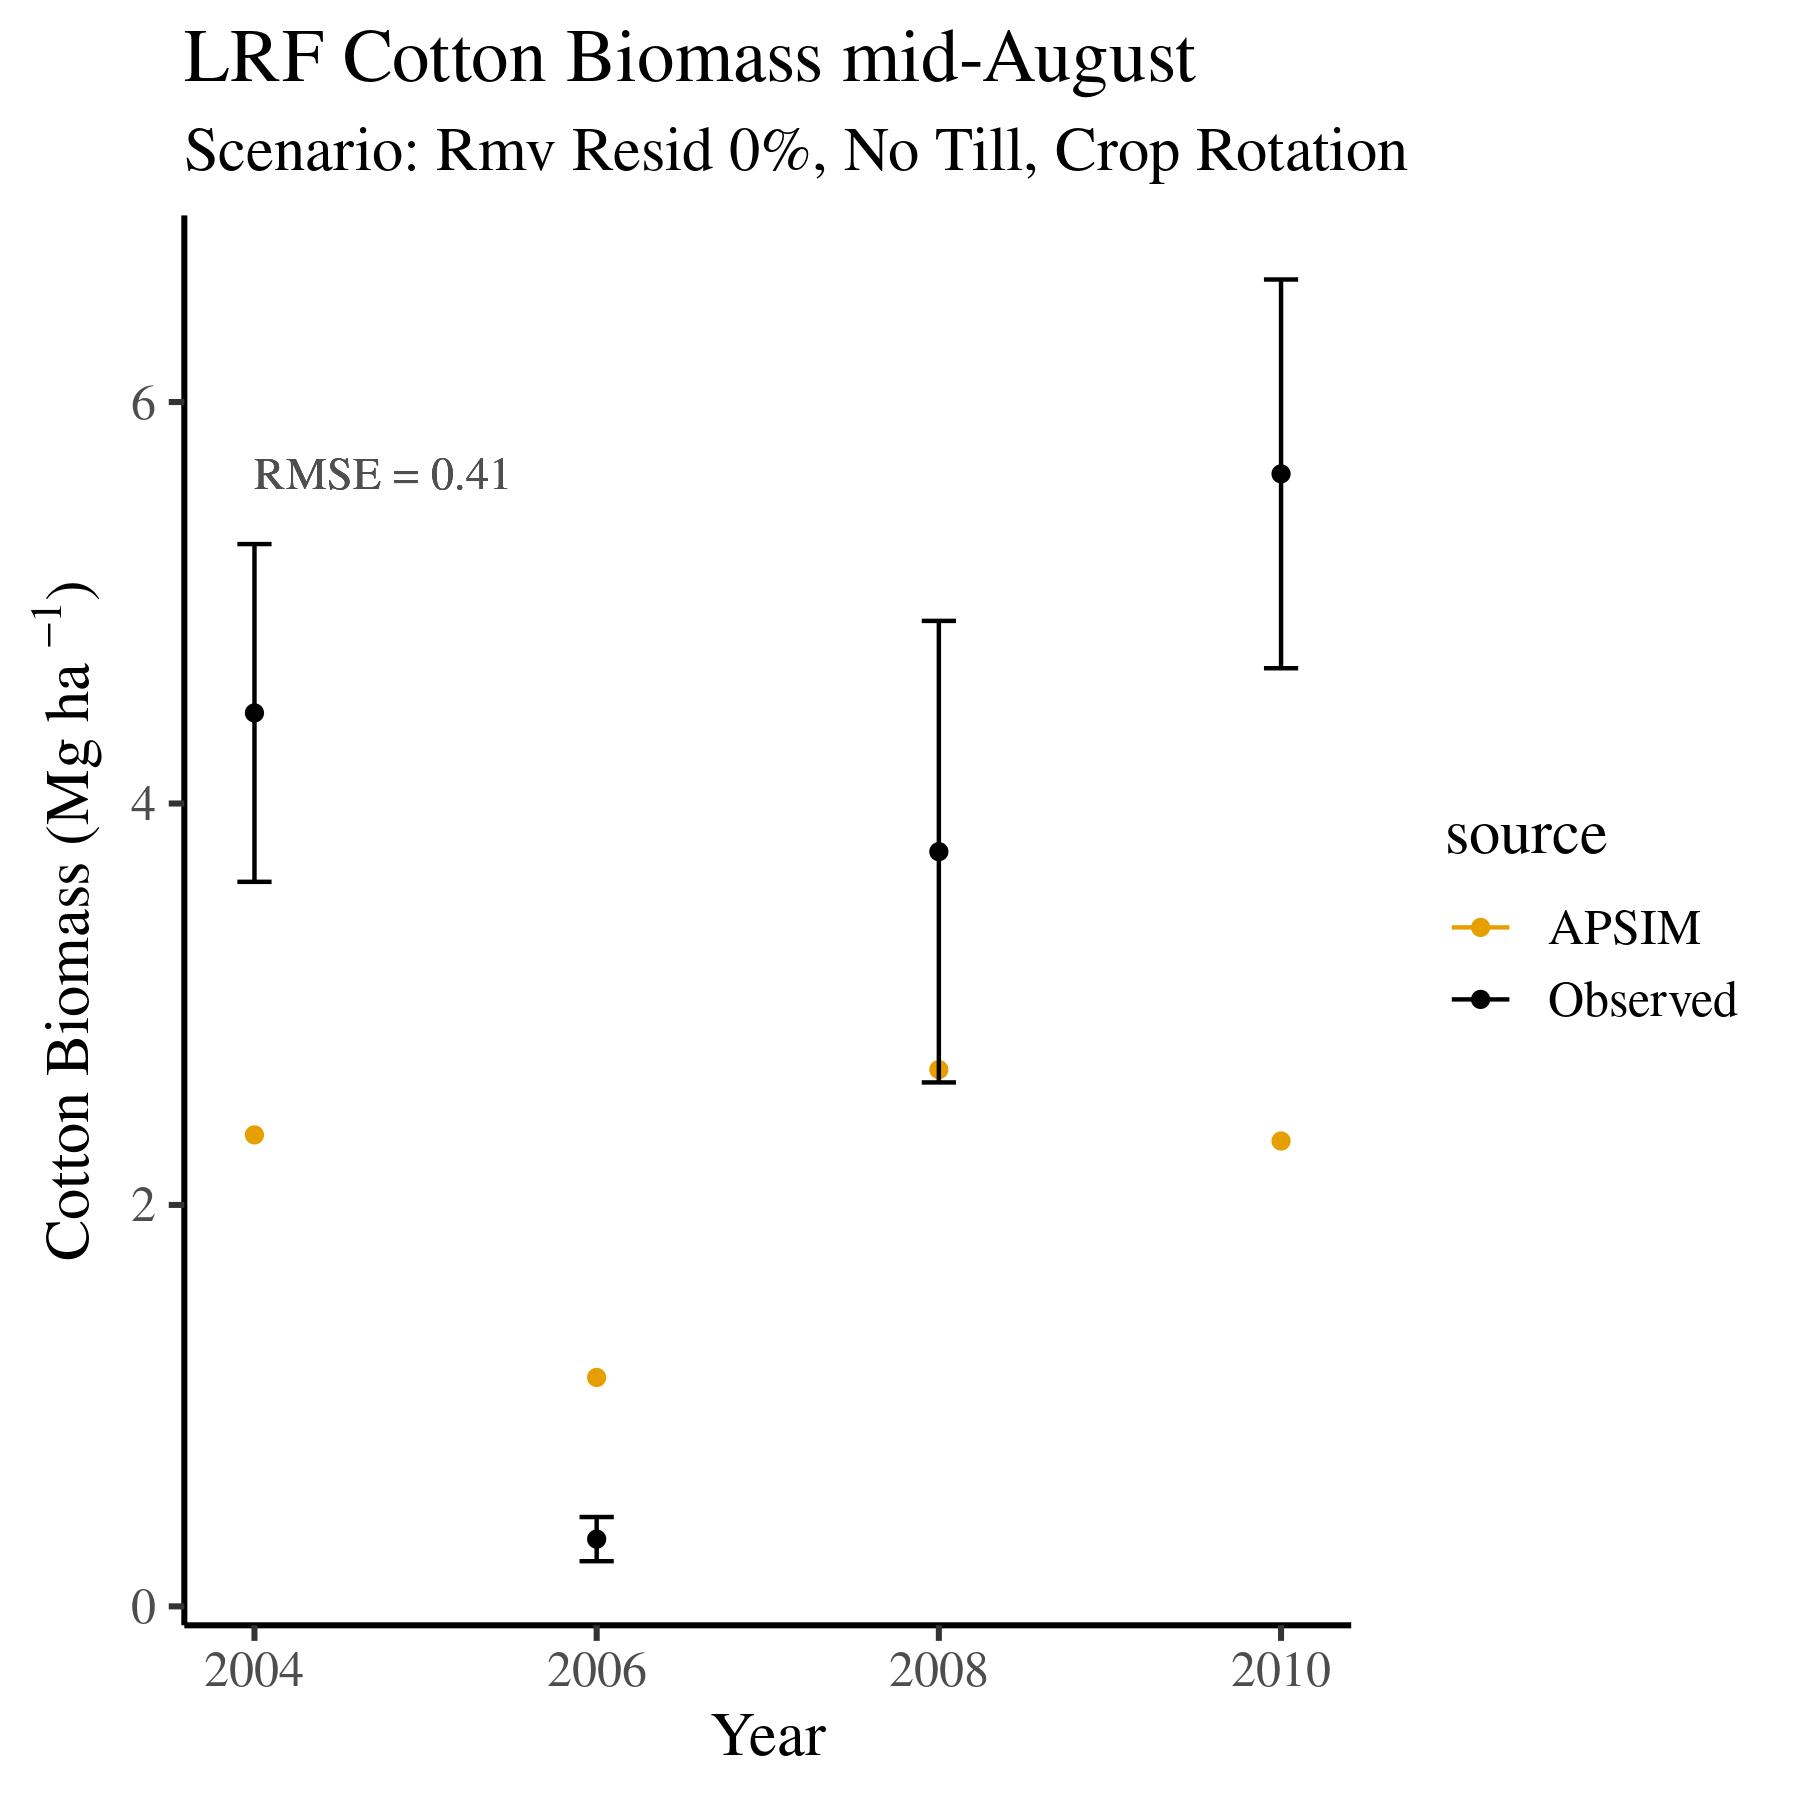 LRF Cotton Biomass mid-August
Scenario: Rmv Resid 0%, No Till, Crop Rotation
Cotton Biomass (Mg ha⁻¹)
6
4
2
0
RMSE = 0.41
2004 2006 2008 2010
Year
source
APSIM
Observed